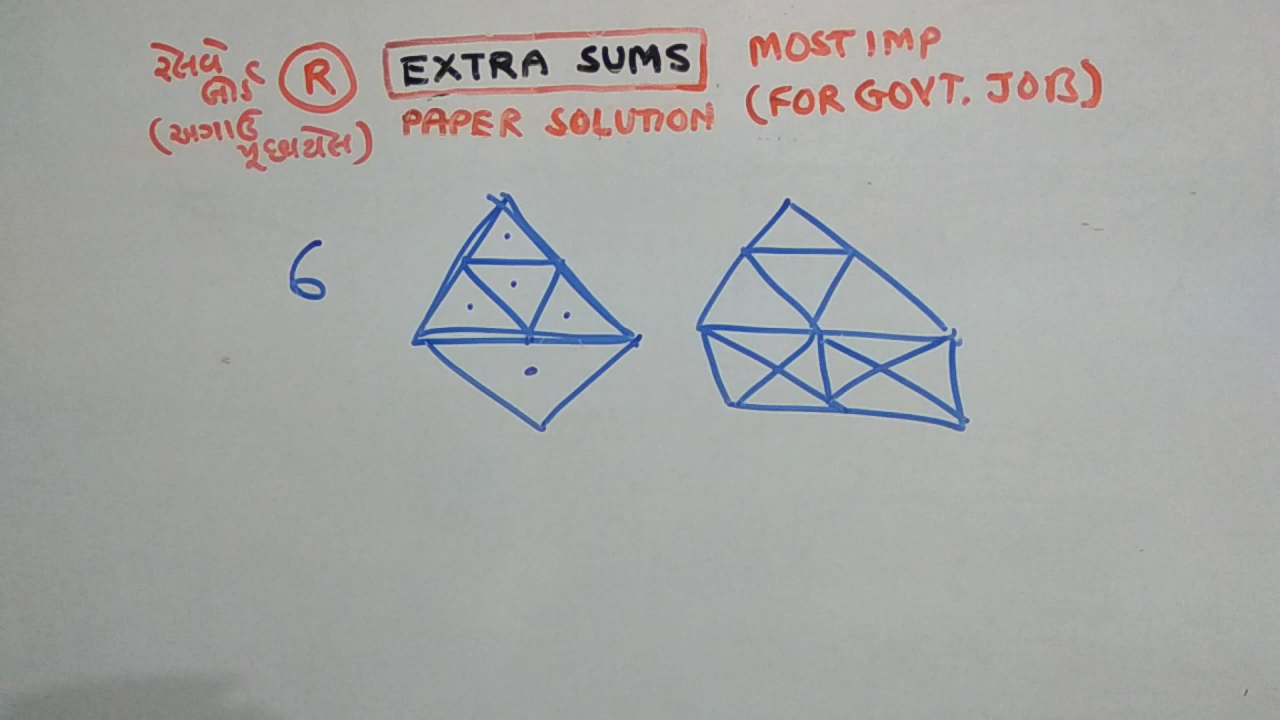 રેલવે બોર્ડ
(અગાઉ પૂછાયેલ)
R
EXTRA SUMS
PAPER SOLUTION
MOST IMP
(FOR GOVT. JOB)
6